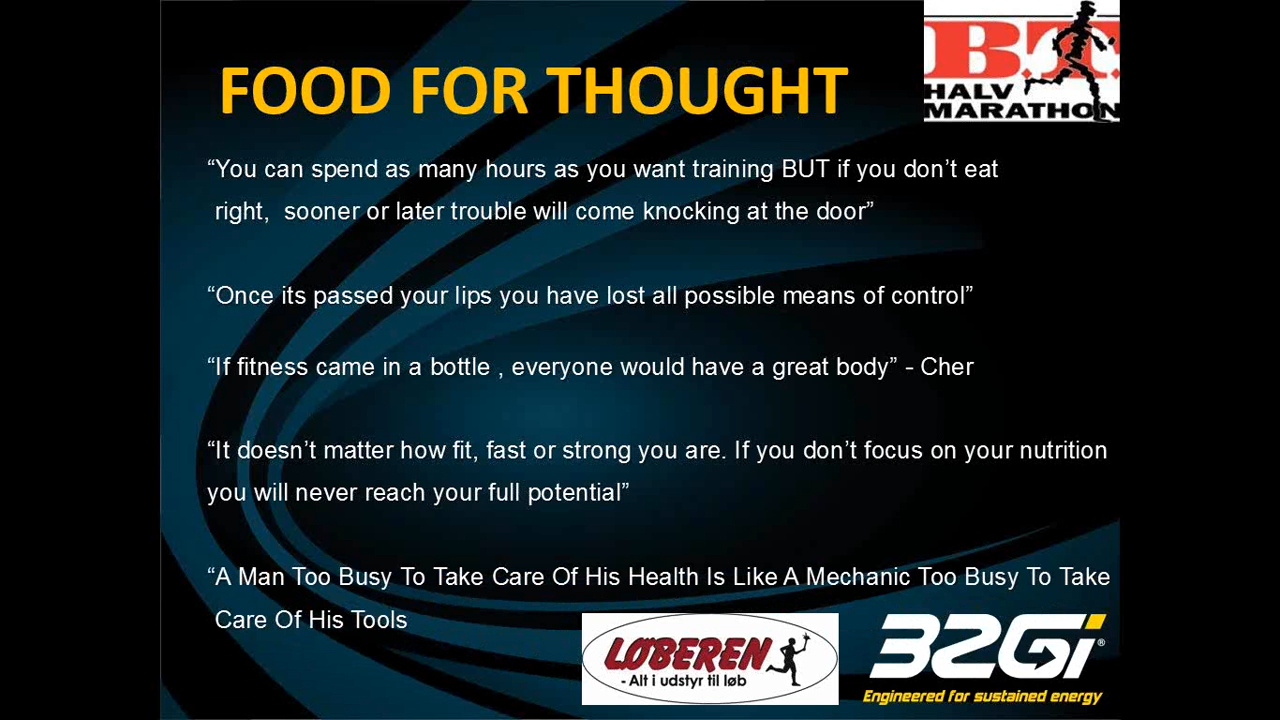 FOOD FOR THOUGHT
B.T.
HALV
MARATHON
“You can spend as many hours as you want training BUT if you don’t eat
right,  sooner or later trouble will come knocking at the door”
“Once its passed your lips you have lost all possible means of control”
“If fitness came in a bottle , everyone would have a great body” - Cher
“It doesn’t matter how fit, fast or strong you are. If you don’t focus on your nutrition
you will never reach your full potential”
“A Man Too Busy To Take Care Of His Health Is Like A Mechanic Too Busy To Take
Care Of His Tools
LØBEREN
- Alt i udstyr til løb
32Gi®
Engineered for sustained energy